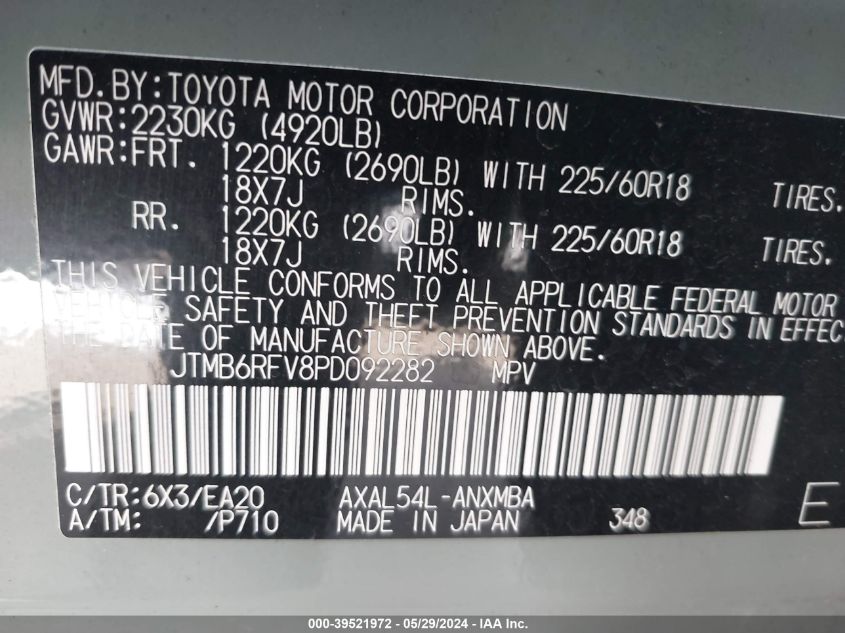 MFD.BY:TOYOTA MOTOR CORPORATION
GVWR:2230KG (4920LB)
GAWR:FRT. 1220KG (2690LB) WITH 225/60R18 TIRES.
18X7J RIMS.
RR. 1220KG (2690LB) WITH 225/60R18 TIRES.
18X7J RIMS.
THIS VEHICLE CONFORMS TO ALL APPLICABLE FEDERAL MOTOR
VEHICLE SAFETY AND THEFT PREVENTION STANDARDS IN EFFEC
THE DATE OF MANUFACTURE SHOWN ABOVE.
JTMB6RFV8PD092282 MPV
C/TR:6X3/EA20 AXAL54L-ANXMBA
A/TM: /P710 MADE IN JAPAN 348 E
000-39521972 - 05/29/2024 - IAA Inc.